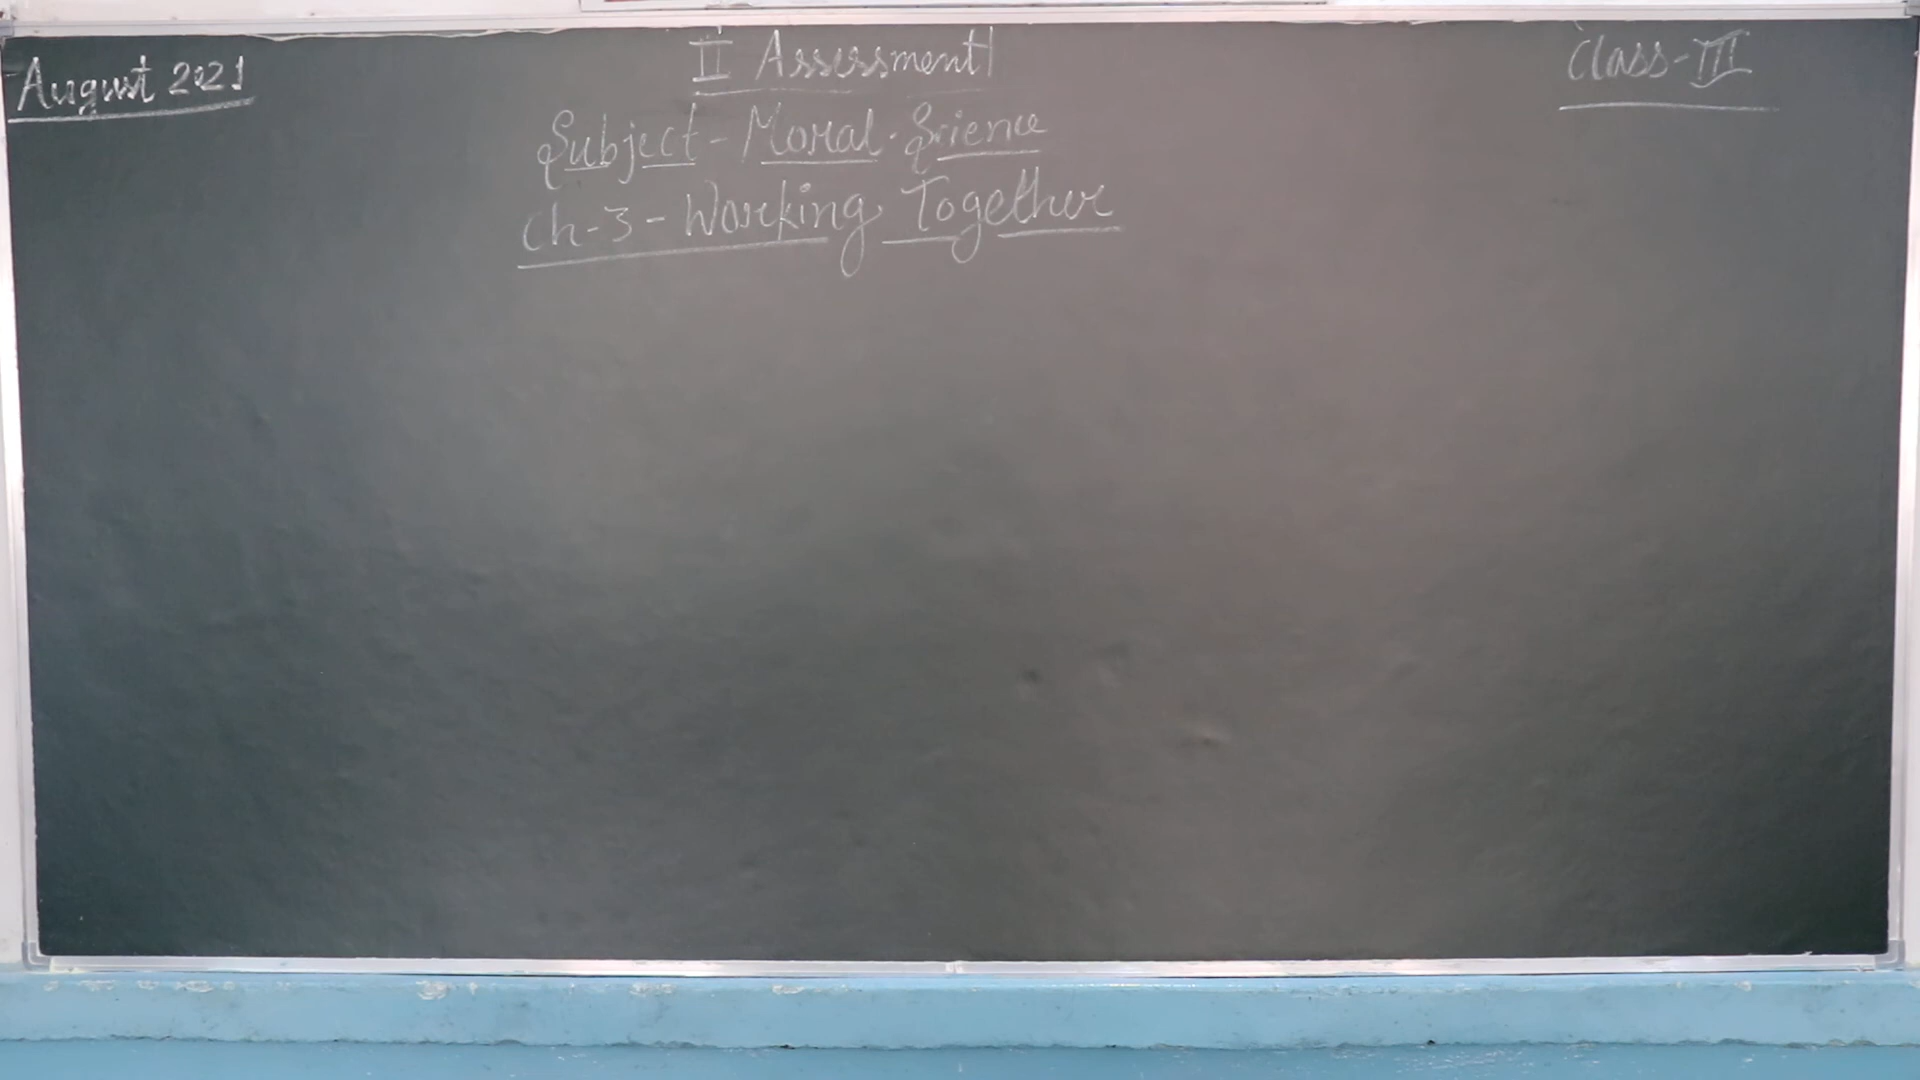 August 2021
II Assessment
Class-III
Subject-Moral-Science
Ch-3-Working Together